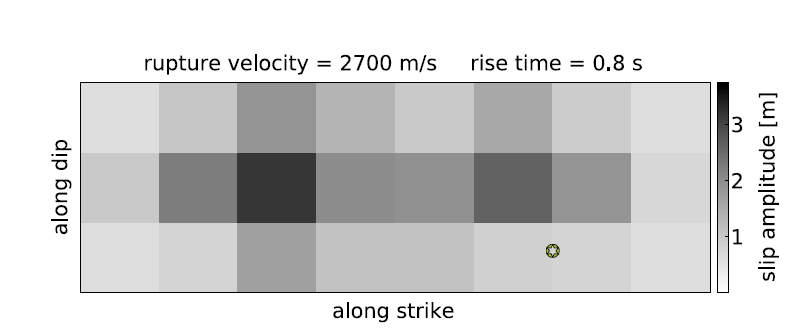 rupture velocity = 2700 m/s rise time = 0.8 s
along dip
along strike
3
2
1
slip amplitude [m]